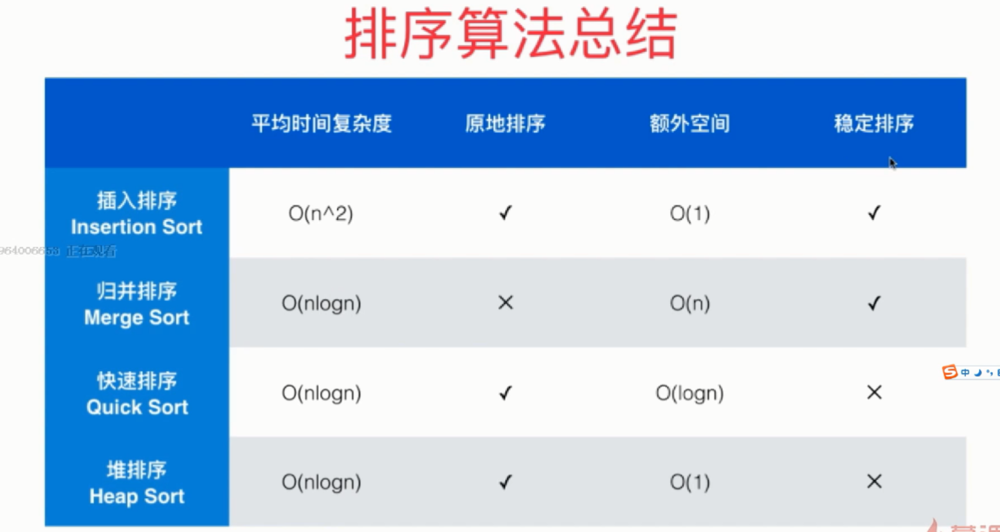 排序算法总结
平均时间复杂度 原地排序 额外空间 稳定排序
插入排序
Insertion Sort
O(n^2) ✓ O(1) ✓
964006653 正在观看
归并排序
Merge Sort
O(nlogn) × O(n) ✓
快速排序
Quick Sort
O(nlogn) ✓ O(logn) ×
中
堆排序
Heap Sort
O(nlogn) ✓ O(1) ×